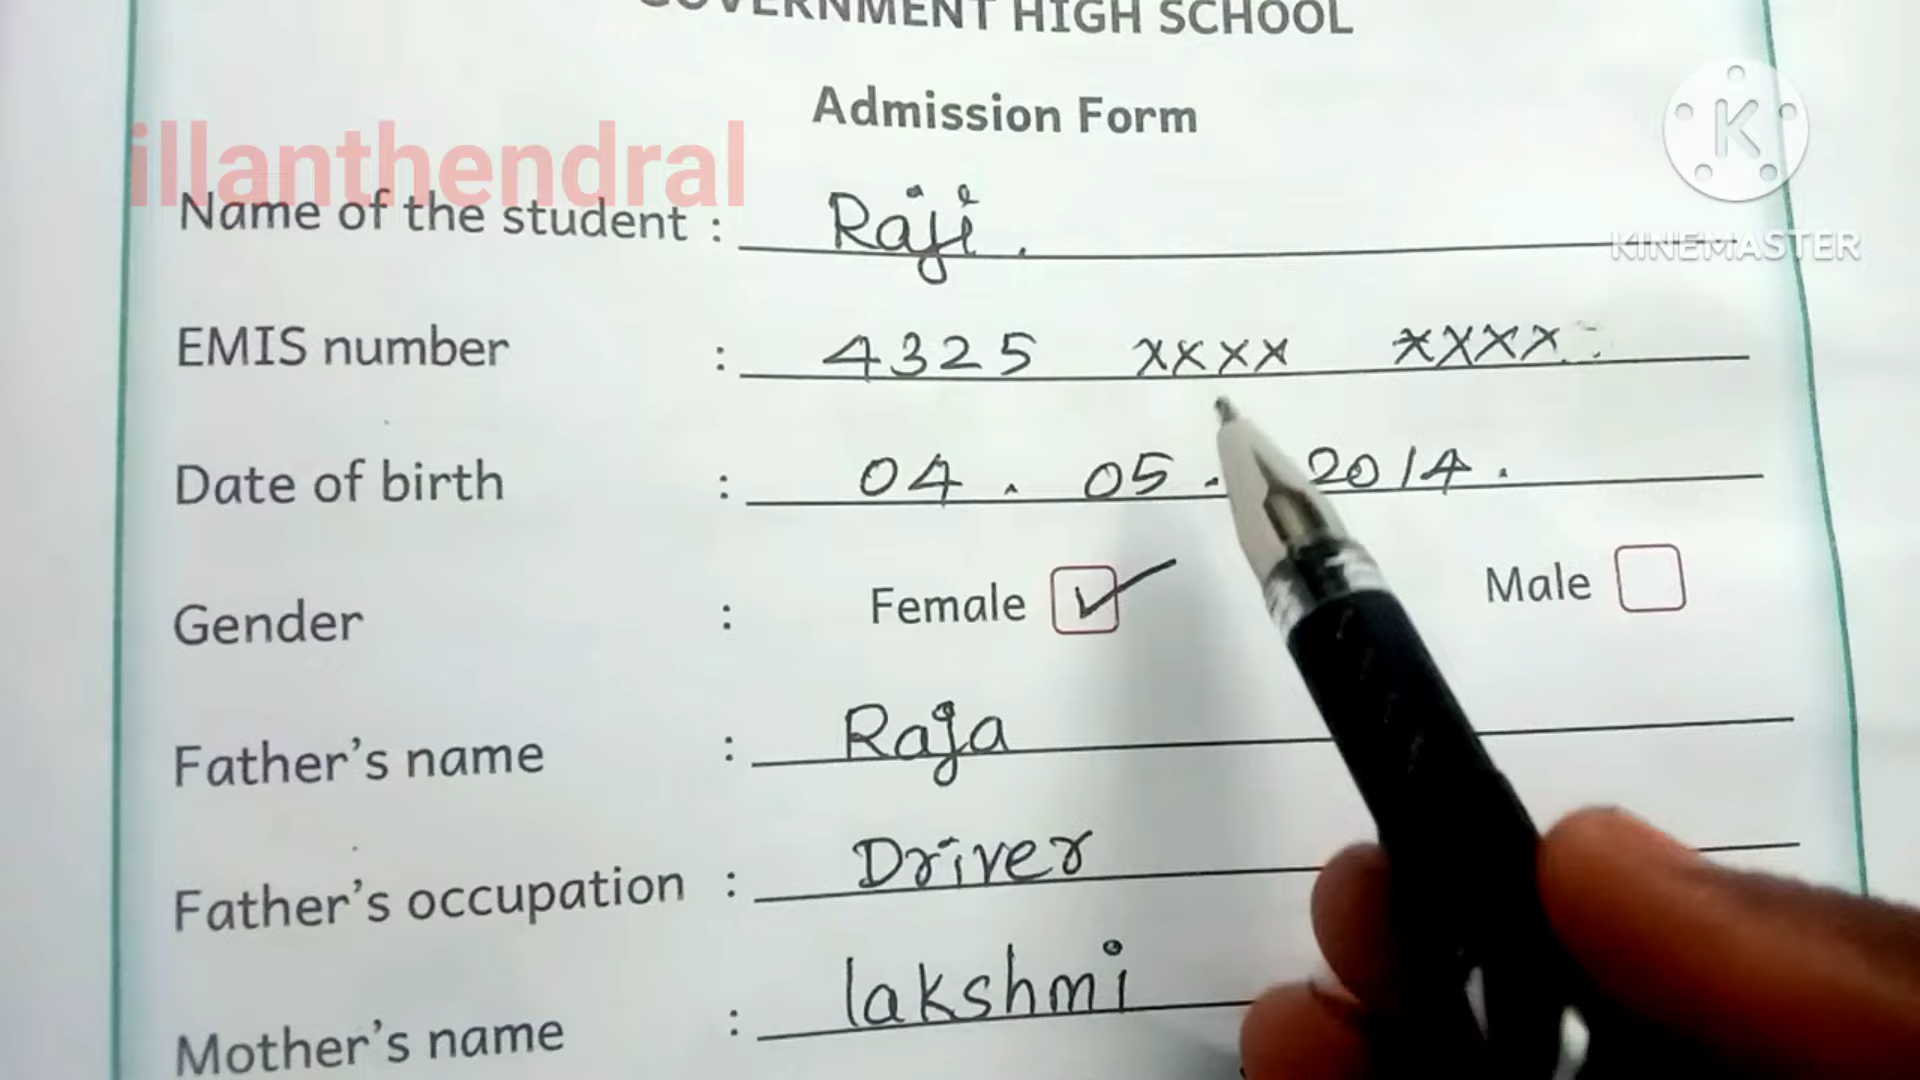 GOVERNMENT HIGH SCHOOL
Admission Form
illanthendral
KINEMASTER
Name of the student : Raji.
EMIS number : 4325 xxxx xxxx.
Date of birth : 04. 05. 2014.
Gender : Female Male
Father's name : Raja
Father's occupation : Driver
Mother's name : lakshmi